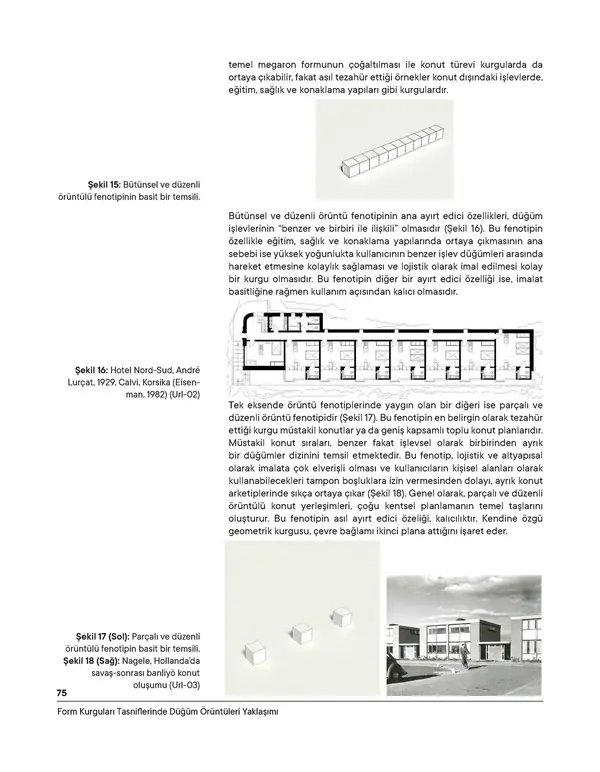 temel megaron formunun çoğaltılması ile konut türevi kurgularda da
ortaya çıkabilir, fakat asıl tezahür ettiği örnekler konut dışındaki işlevlerde,
eğitim, sağlık ve konaklama yapıları gibi kurgulardır.
Şekil 15: Bütünsel ve düzenli
örüntülü fenotipinin basit bir temsili.
Bütünsel ve düzenli örüntü fenotipinin ana ayırt edici özellikleri, düğüm
işlevlerinin “benzer ve birbiri ile ilişkili” olmasıdır (Şekil 16). Bu fenotipin
özellikle eğitim, sağlık ve konaklama yapılarında ortaya çıkmasının ana
sebebi ise yüksek yoğunlukta kullanıcının benzer işlev düğümleri arasında
hareket etmesine kolaylık sağlaması ve lojistik olarak imal edilmesi kolay
bir kurgu olmasıdır. Bu fenotipin diğer bir ayırt edici özelliği ise, imalat
basitliğine rağmen kullanım açısından kalıcı olmasıdır.
Şekil 16: Hotel Nord-Sud, André
Lurçat, 1929, Calvi, Korsika (Eisen-
man, 1982) (Url-02)
Tek eksende örüntü fenotiplerinde yaygın olan bir diğeri ise parçalı ve
düzenli örüntü fenotipidir (Şekil 17). Bu fenotipin en belirgin olarak tezahür
ettiği kurgu müstakil konutlar ya da geniş kapsamlı toplu konut planlarıdır.
Müstakil konut sıraları, benzer fakat işlevsel olarak birbirinden ayrık
bir düğümler dizinini temsil etmektedir. Bu fenotip, lojistik ve altyapısal
olarak imalata çok elverişli olması ve kullanıcıların kişisel alanları olarak
kullanabilecekleri tampon boşluklara izin vermesinden dolayı, ayrık konut
arketiplerinde sıkça ortaya çıkar (Şekil 18). Genel olarak, parçalı ve düzenli
örüntülü konut yerleşimleri, çoğu kentsel planlamanın temel taşlarını
oluşturur. Bu fenotipin asıl ayırt edici özeliği, kalıcılıktır. Kendine özgü
geometrik kurgusu, çevre bağlamı ikinci plana attığını işaret eder.
Şekil 17 (Sol): Parçalı ve düzenli
örüntülü fenotipin basit bir temsili.
Şekil 18 (Sağ): Nagele, Hollanda’da
savaş-sonrası banliyö konut
oluşumu (Url-03)
75
Form Kurguları Tasniflerinde Düğüm Örüntüleri Yaklaşımı